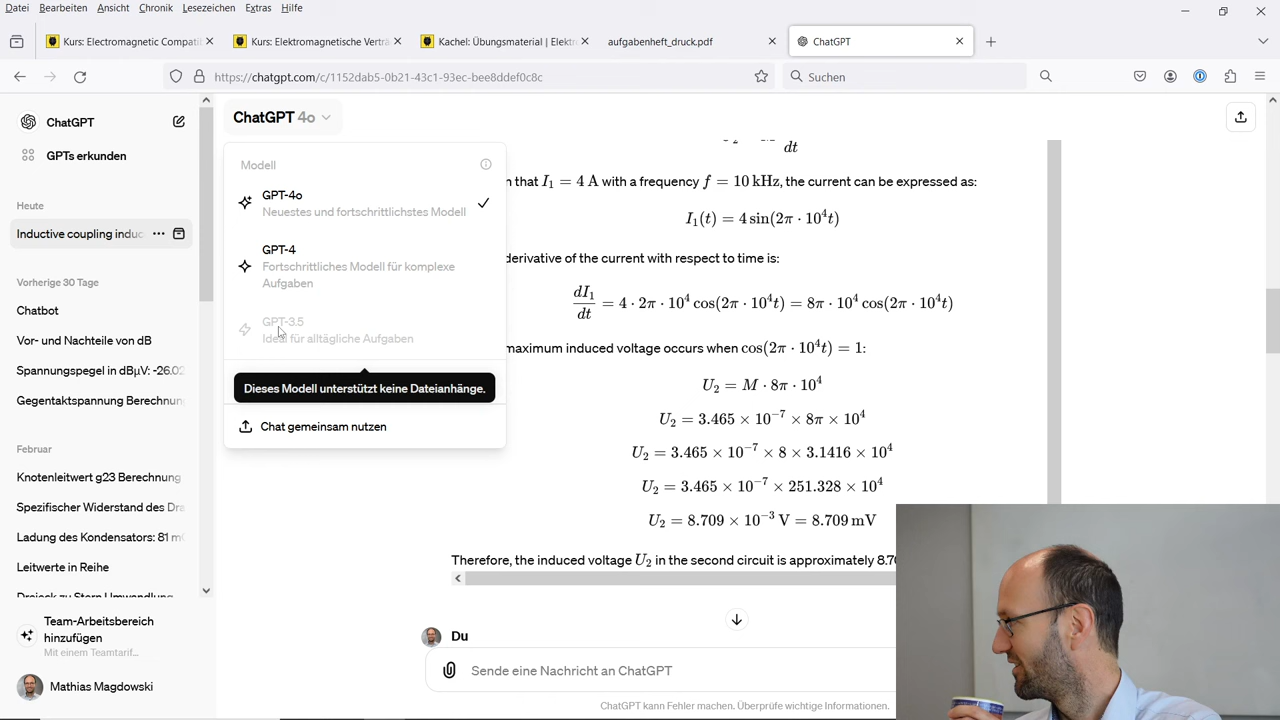 Datei Bearbeiten Ansicht Chronik Lesezeichen Extras Hilfe
Kurs: Electromagnetic Compati
Kurs: Elektromagnetische Verträ
Kachel: Übungsmaterial | Elektr
aufgabenheft_druck.pdf
ChatGPT
https://chatgpt.com/c/1152dab5-0b21-43c1-93ec-bee8ddef0c8c
Suchen
ChatGPT
GPTs erkunden
Heute
Inductive coupling induc
Vorherige 30 Tage
Chatbot
Vor- und Nachteile von dB
Spannungspegel in dBµV: -26.02
Gegentaktspannung Berechnun
Februar
Knotenleitwert g23 Berechnung
Spezifischer Widerstand des Dra
Ladung des Kondensators: 81 m
Leitwerte in Reihe
Dreieck zu Stern Umwandlung
Team-Arbeitsbereich
hinzufügen
Mit einem Teamtarif...
Mathias Magdowski
ChatGPT 4o
Modell
GPT-4o
Neuestes und fortschrittlichstes Modell
GPT-4
Fortschrittliches Modell für komplexe
Aufgaben
GPT-3.5
Ideal für alltägliche Aufgaben
Dieses Modell unterstützt keine Dateianhänge.
Chat gemeinsam nutzen
dt
n that I₁ = 4 A with a frequency f = 10 kHz, the current can be expressed as:
I₁(t) = 4 sin(2π · 10⁴t)
derivative of the current with respect to time is:
dI₁/dt = 4 · 2π · 10⁴ cos(2π · 10⁴t) = 8π · 10⁴ cos(2π · 10⁴t)
maximum induced voltage occurs when cos(2π · 10⁴t) = 1:
U₂ = M · 8π · 10⁴
U₂ = 3.465 × 10⁻⁷ × 8π × 10⁴
U₂ = 3.465 × 10⁻⁷ × 8 × 3.1416 × 10⁴
U₂ = 3.465 × 10⁻⁷ × 251.328 × 10⁴
U₂ = 8.709 × 10⁻³ V = 8.709 mV
Therefore, the induced voltage U₂ in the second circuit is approximately 8.70
Du
Sende eine Nachricht an ChatGPT
ChatGPT kann Fehler machen. Überprüfe wichtige Informationen.